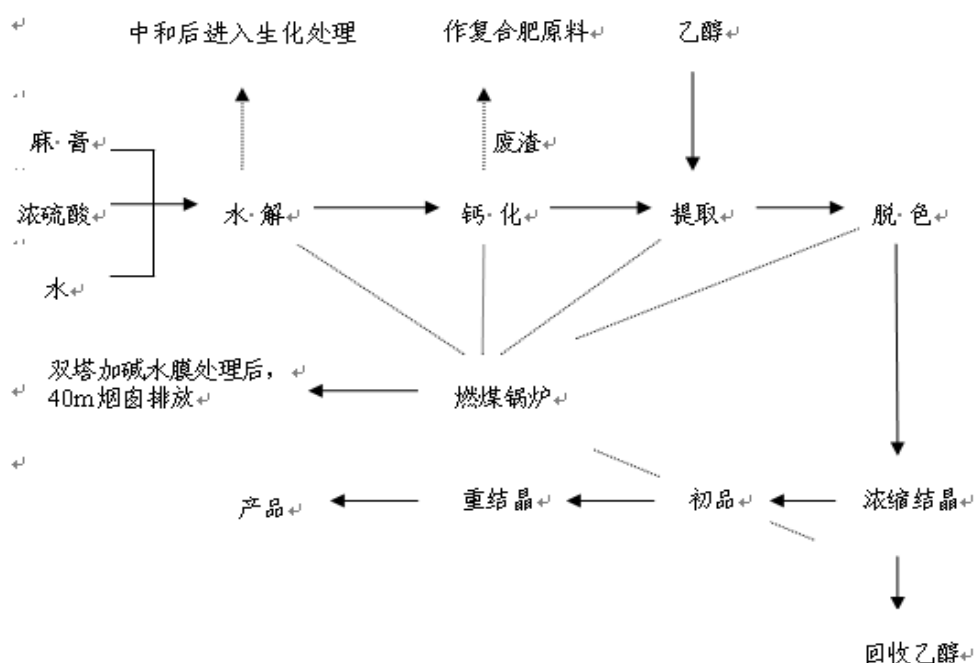 中和后进入生化处理
作复合肥原料
乙醇
麻·膏
废渣
浓硫酸
水·解
钙·化
提取
脱·色
水
双塔加碱水膜处理后，
40m烟囱排放
燃煤锅炉
产品
重结晶
初品
浓缩结晶
回收乙醇